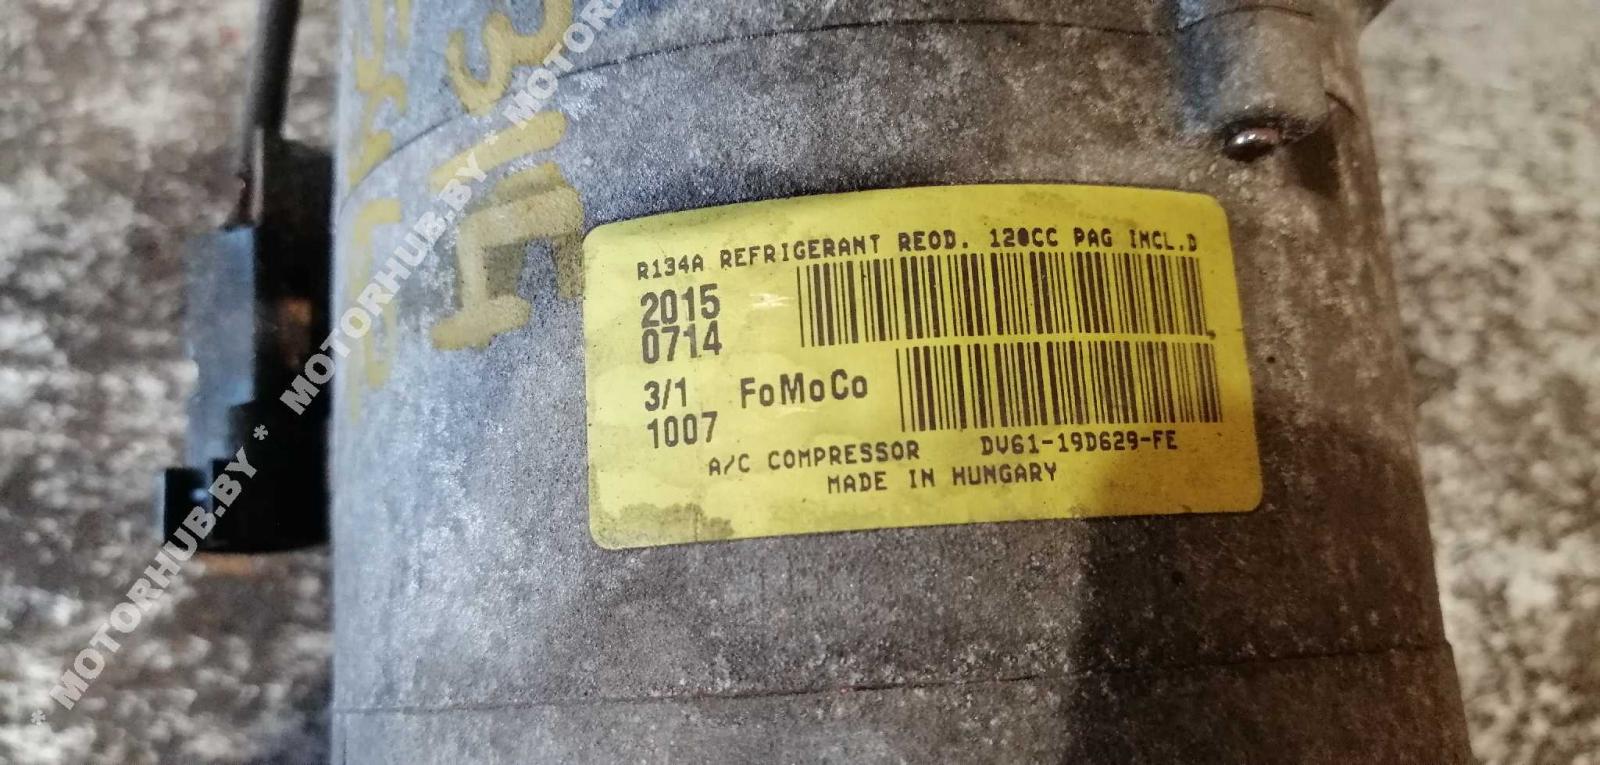 R134A REFRIGERANT REOD. 120CC PAG INCL.D
2015
0714
3/1 FoMoCo
1007
A/C COMPRESSOR DV61-19D629-FE
MADE IN HUNGARY
* MOTORHUB.BY * MOTORHUB.BY * MOTORHUB.BY